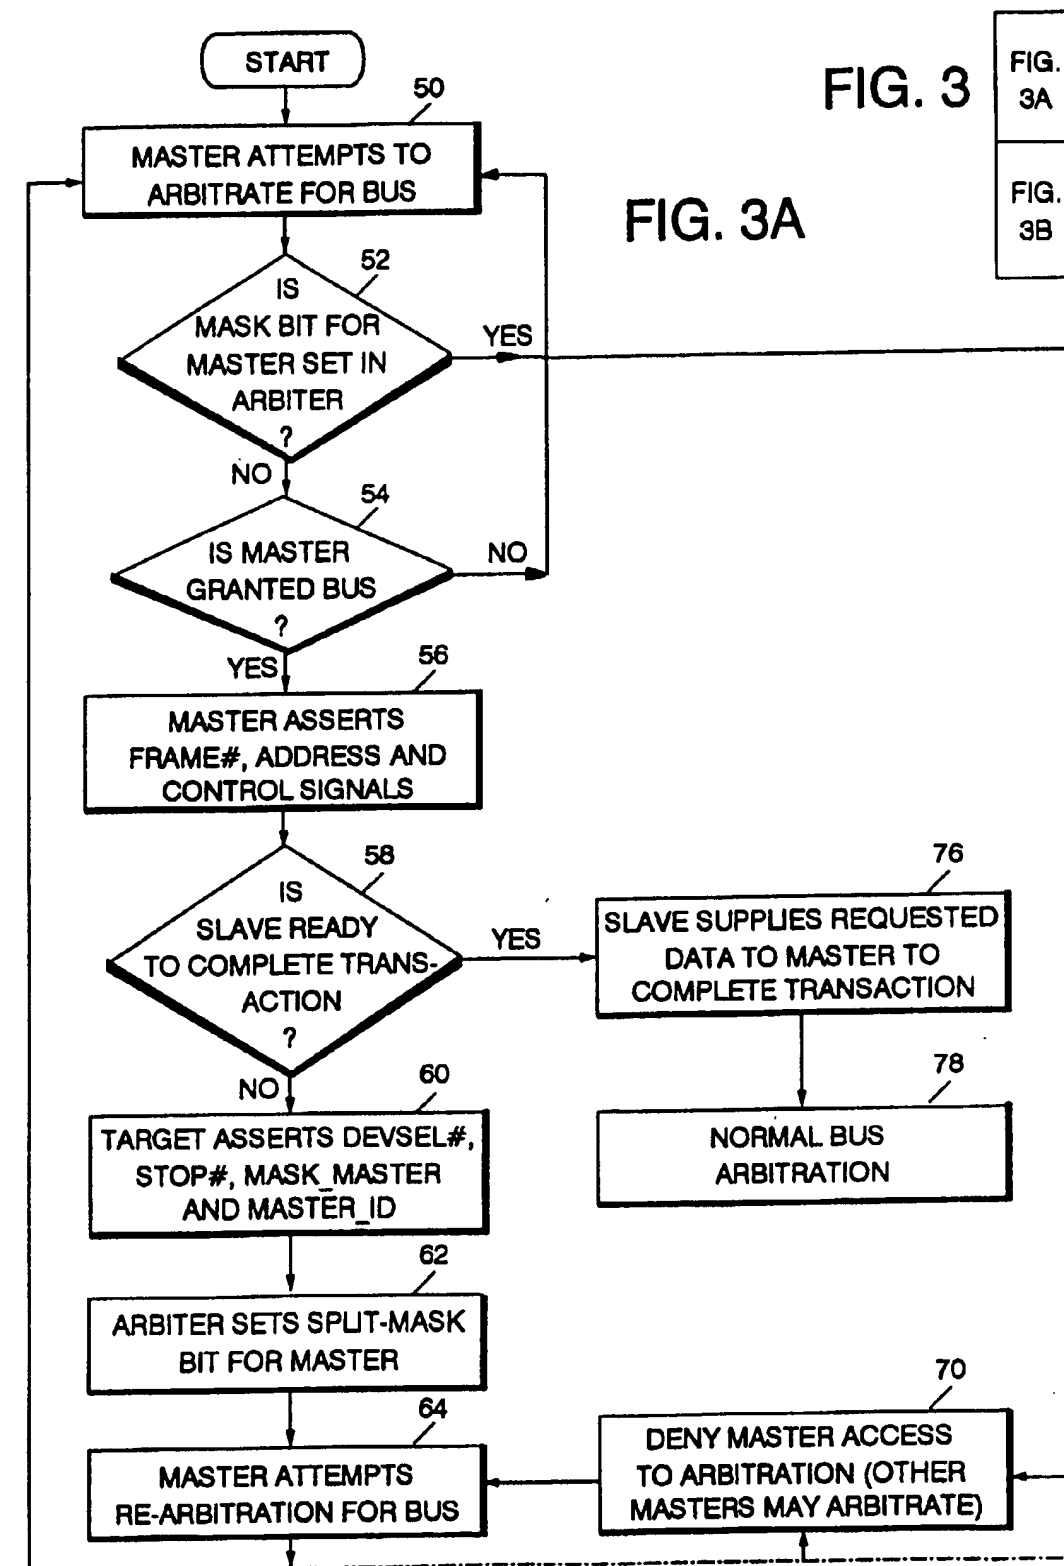 START
FIG. 3
FIG.
3A
FIG.
3B
FIG. 3A
50
MASTER ATTEMPTS TO
ARBITRATE FOR BUS
52
IS
MASK BIT FOR
MASTER SET IN
ARBITER
?
YES
NO
54
IS MASTER
GRANTED BUS
?
NO
YES
56
MASTER ASSERTS
FRAME#, ADDRESS AND
CONTROL SIGNALS
58
IS
SLAVE READY
TO COMPLETE TRANS-
ACTION
?
YES
NO
76
SLAVE SUPPLIES REQUESTED
DATA TO MASTER TO
COMPLETE TRANSACTION
78
NORMAL BUS
ARBITRATION
60
TARGET ASSERTS DEVSEL#,
STOP#, MASK_MASTER
AND MASTER_ID
62
ARBITER SETS SPLIT-MASK
BIT FOR MASTER
64
MASTER ATTEMPTS
RE-ARBITRATION FOR BUS
70
DENY MASTER ACCESS
TO ARBITRATION (OTHER
MASTERS MAY ARBITRATE)